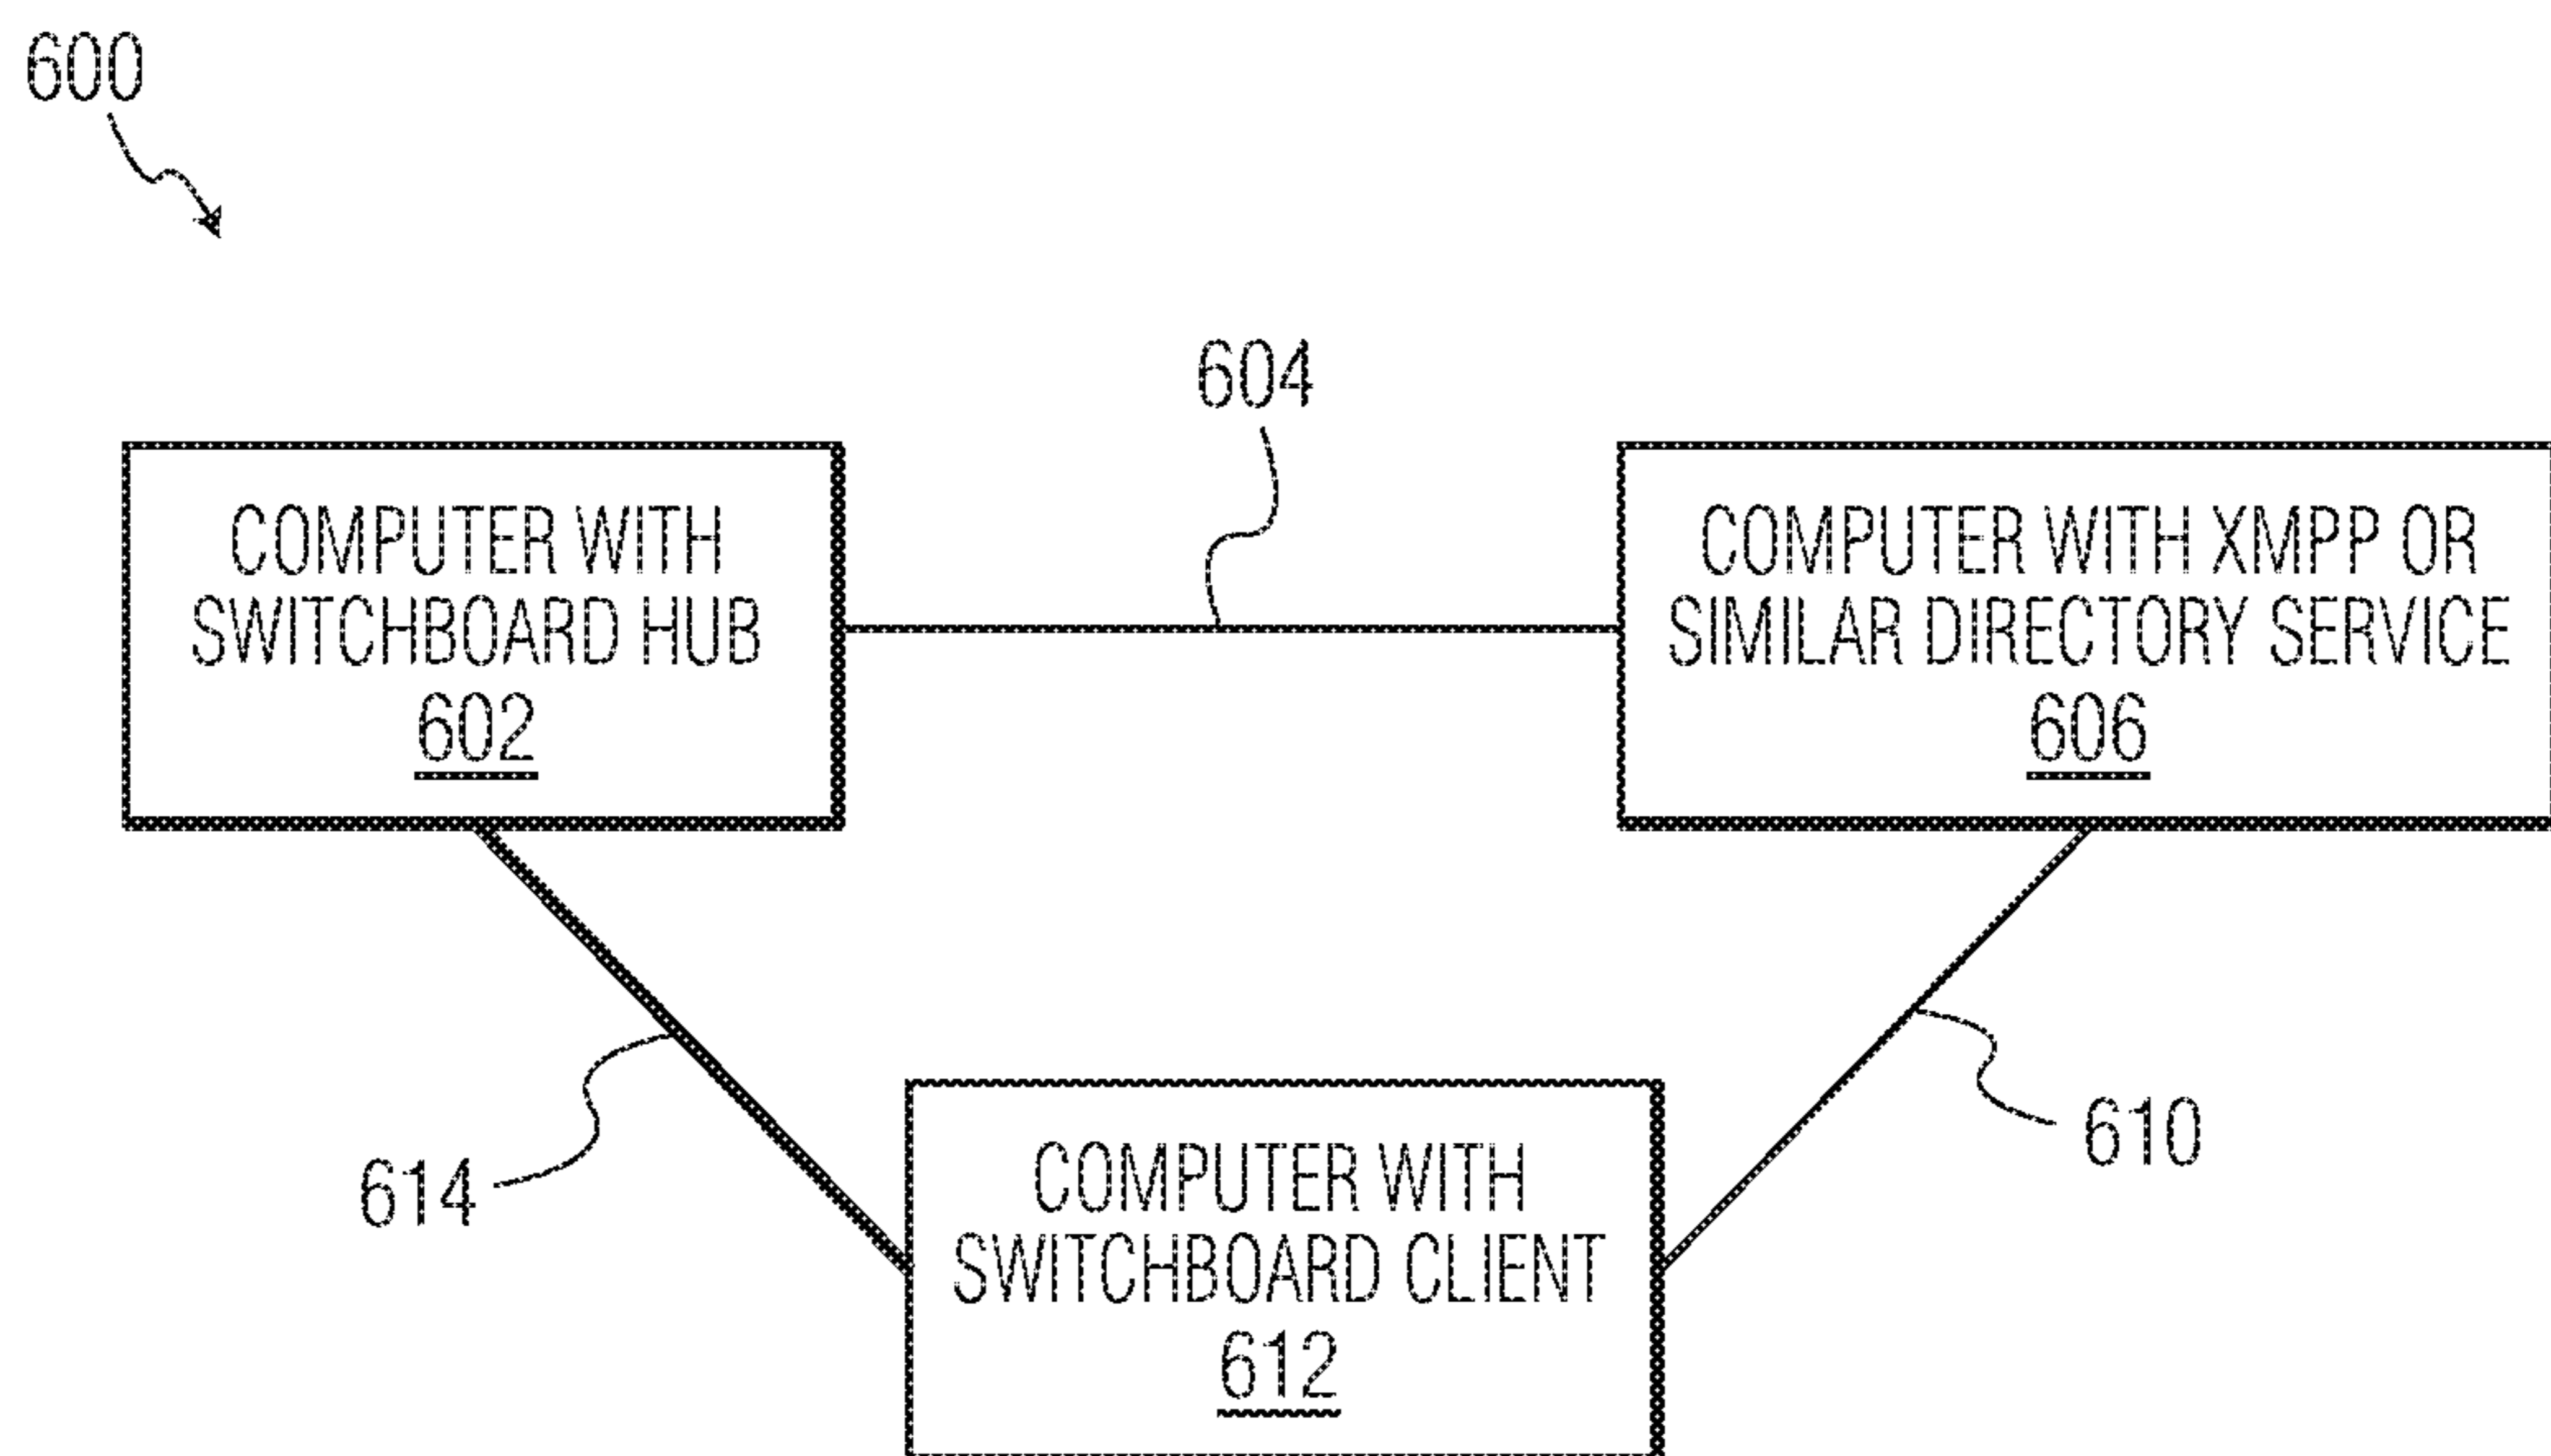 600
604
COMPUTER WITH
SWITCHBOARD HUB
602
COMPUTER WITH XMPP OR
SIMILAR DIRECTORY SERVICE
606
614
610
COMPUTER WITH
SWITCHBOARD CLIENT
612